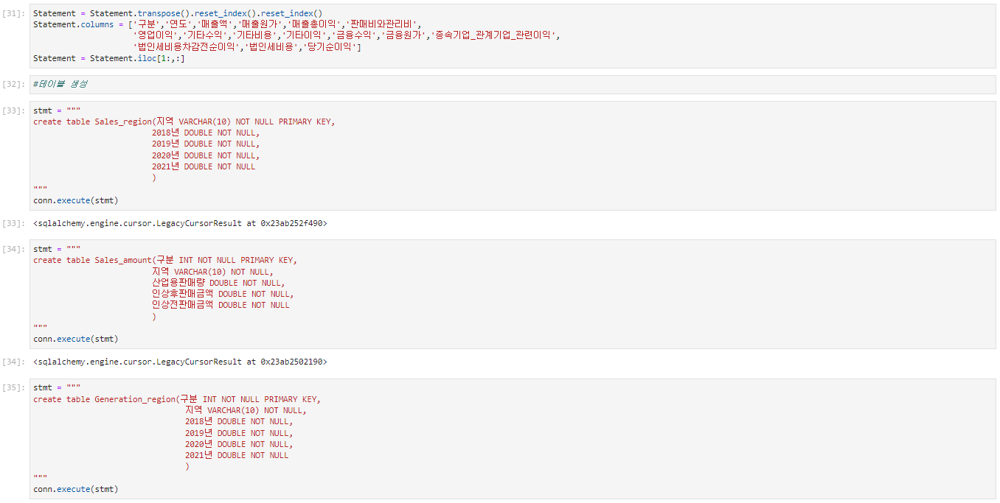 [31]: Statement = Statement.transpose().reset_index().reset_index()
Statement.columns = ['구분','연도','매출액','매출원가','매출총이익','판매비와관리비',
'영업이익','기타수익','기타비용','기타이익','금융수익','금융원가','종속기업_관계기업_관련이익',
'법인세비용차감전순이익','법인세비용','당기순이익']
Statement = Statement.iloc[1:,:]
[32]: #테이블 생성
[33]: stmt = """
create table Sales_region(지역 VARCHAR(10) NOT NULL PRIMARY KEY,
2018년 DOUBLE NOT NULL,
2019년 DOUBLE NOT NULL,
2020년 DOUBLE NOT NULL,
2021년 DOUBLE NOT NULL
)
"""
conn.execute(stmt)
[33]: <sqlalchemy.engine.cursor.LegacyCursorResult at 0x23ab252f490>
[34]: stmt = """
create table Sales_amount(구분 INT NOT NULL PRIMARY KEY,
지역 VARCHAR(10) NOT NULL,
산업용판매량 DOUBLE NOT NULL,
인상후판매금액 DOUBLE NOT NULL,
인상전판매금액 DOUBLE NOT NULL
)
"""
conn.execute(stmt)
[34]: <sqlalchemy.engine.cursor.LegacyCursorResult at 0x23ab2502190>
[35]: stmt = """
create table Generation_region(구분 INT NOT NULL PRIMARY KEY,
지역 VARCHAR(10) NOT NULL,
2018년 DOUBLE NOT NULL,
2019년 DOUBLE NOT NULL,
2020년 DOUBLE NOT NULL,
2021년 DOUBLE NOT NULL
)
"""
conn.execute(stmt)